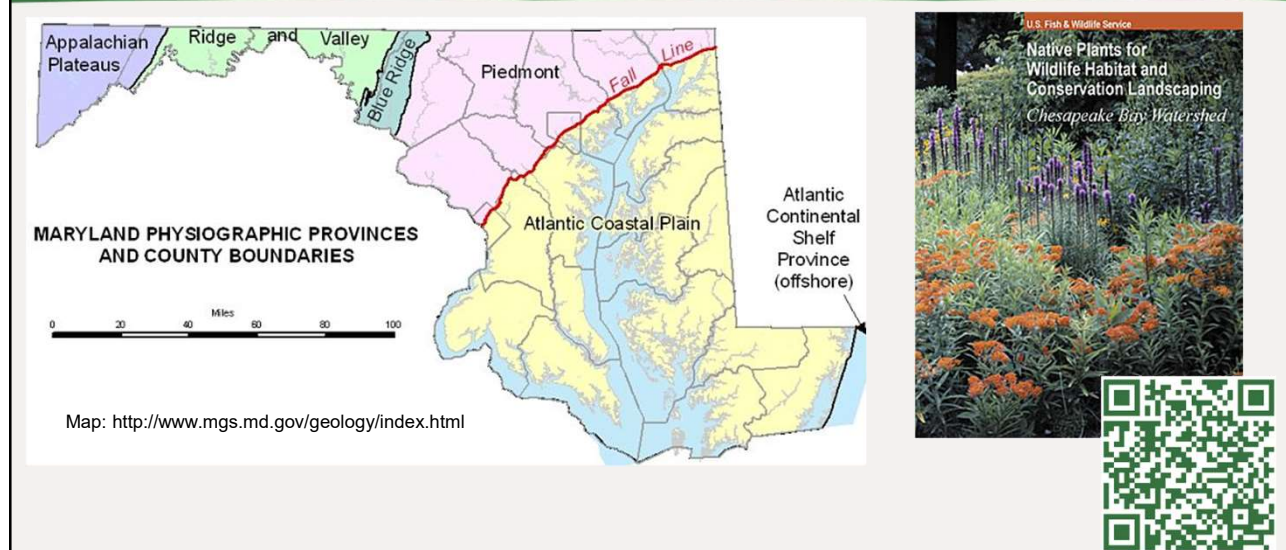 Appalachian
Plateaus
Ridge and Valley
Blue Ridge
Piedmont
Fall Line
Atlantic Coastal Plain
Atlantic
Continental
Shelf
Province
(offshore)
MARYLAND PHYSIOGRAPHIC PROVINCES
AND COUNTY BOUNDARIES
Miles
0 20 40 60 80 100
Map: http://www.mgs.md.gov/geology/index.html
U.S. Fish & Wildlife Service
Native Plants for
Wildlife Habitat and
Conservation Landscaping
Chesapeake Bay Watershed